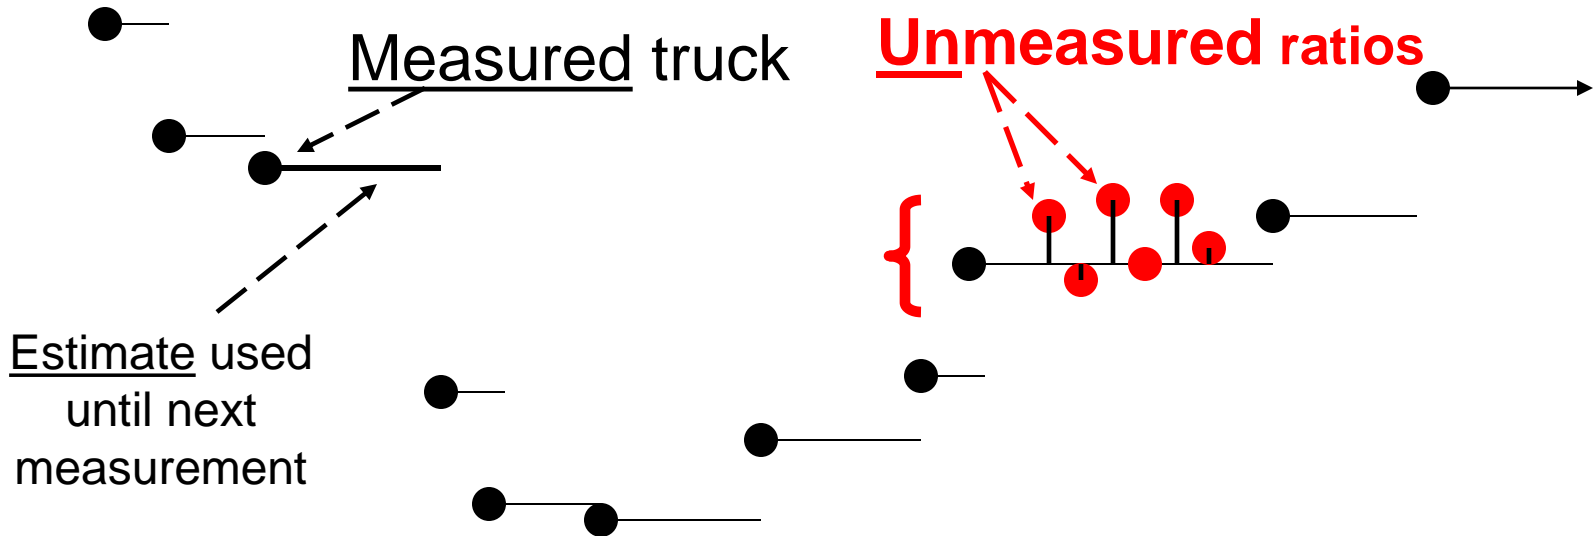 Measured truck
Unmeasured ratios
Estimate used
until next
measurement